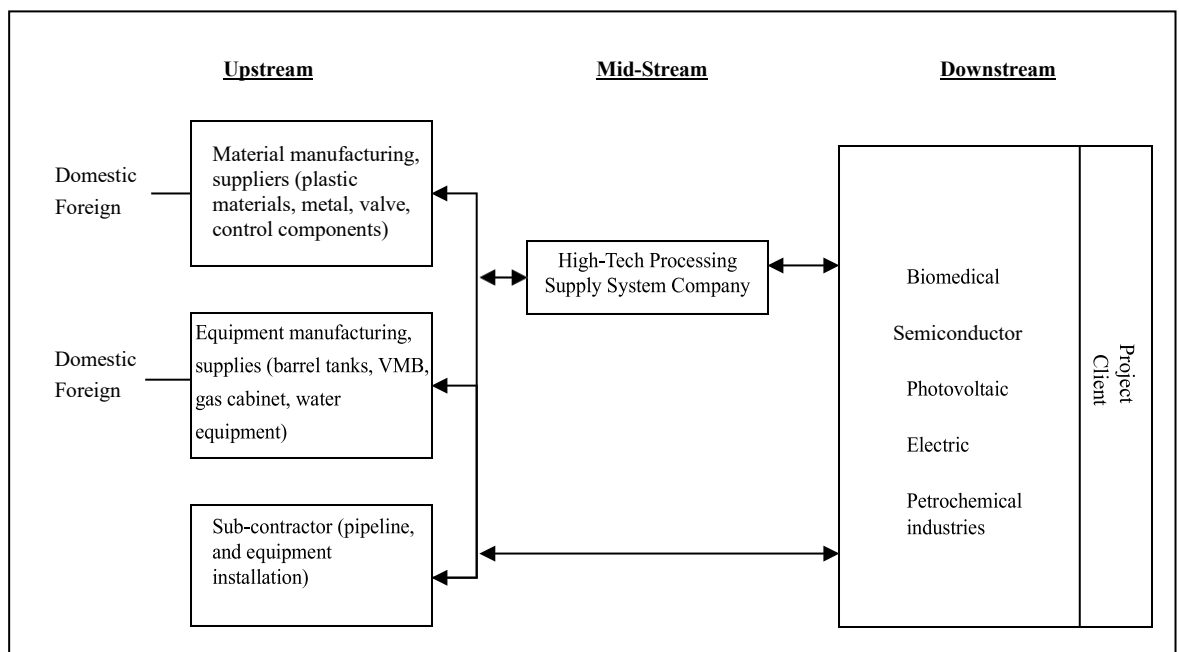 Upstream
Mid-Stream
Downstream
Domestic
Foreign
Material manufacturing,
suppliers (plastic
materials, metal, valve,
control components)
High-Tech Processing
Supply System Company
Domestic
Foreign
Equipment manufacturing,
supplies (barrel tanks, VMB,
gas cabinet, water
equipment)
Sub-contractor (pipeline,
and equipment
installation)
Biomedical
Semiconductor
Photovoltaic
Electric
Petrochemical
industries
Project
Client